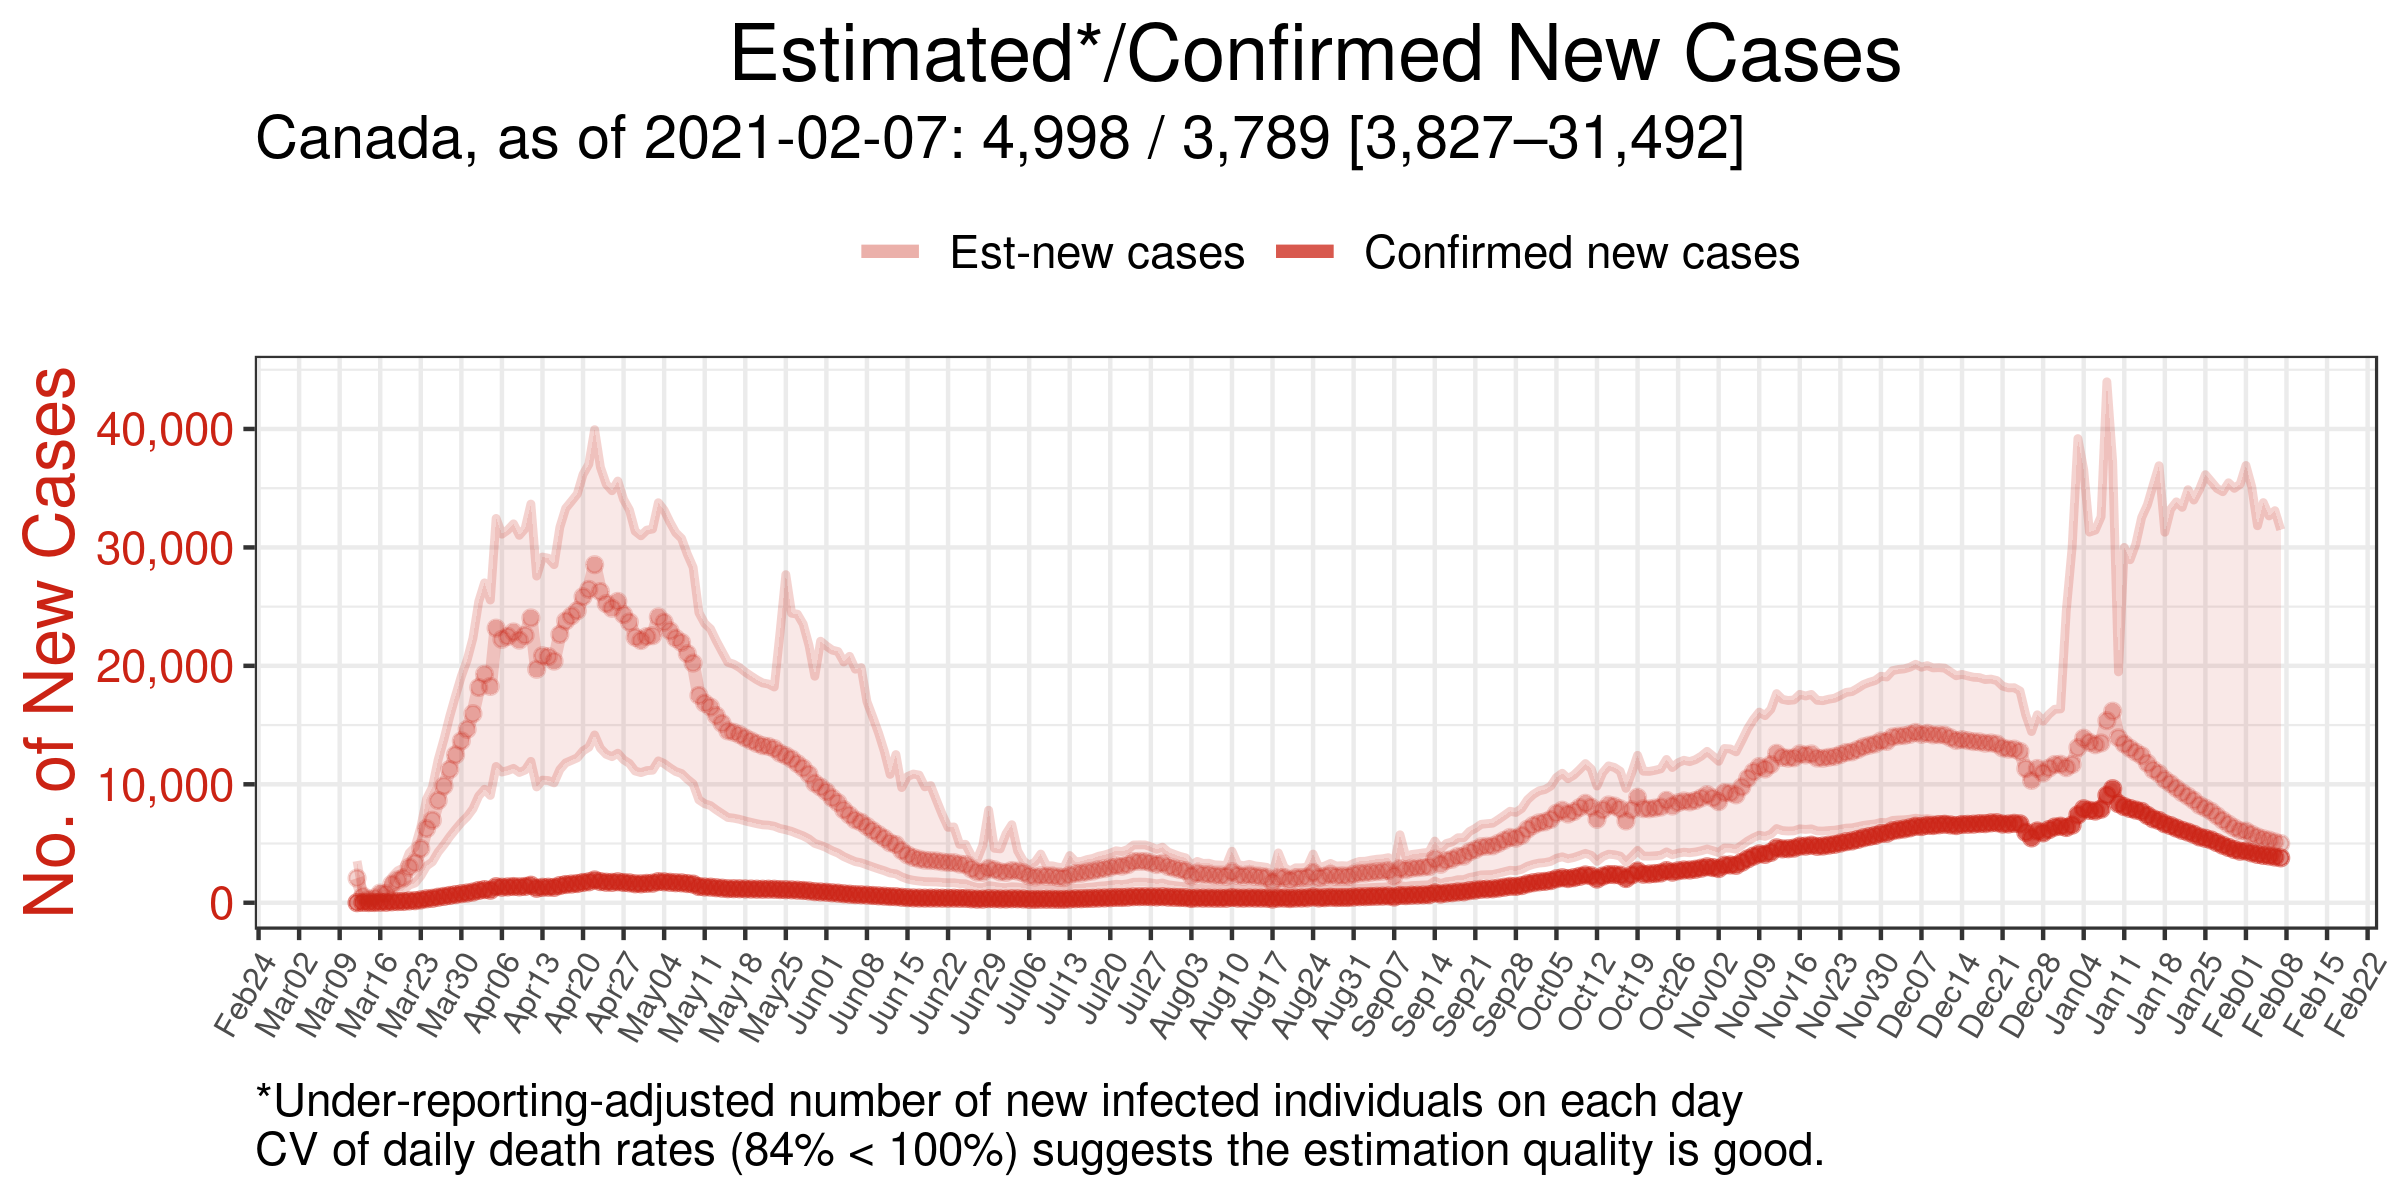 Estimated*/Confirmed New Cases
Canada, as of 2021-02-07: 4,998 / 3,789 [3,827–31,492]
Est-new cases
Confirmed new cases
No. of New Cases
40,000
30,000
20,000
10,000
0
Feb24
Mar02
Mar09
Mar16
Mar23
Mar30
Apr06
Apr13
Apr20
Apr27
May04
May11
May18
May25
Jun01
Jun08
Jun15
Jun22
Jun29
Jul06
Jul13
Jul20
Jul27
Aug03
Aug10
Aug17
Aug24
Aug31
Sep07
Sep14
Sep21
Sep28
Oct05
Oct12
Oct19
Oct26
Nov02
Nov09
Nov16
Nov23
Nov30
Dec07
Dec14
Dec21
Dec28
Jan04
Jan11
Jan18
Jan25
Feb01
Feb08
Feb15
Feb22
*Under-reporting-adjusted number of new infected individuals on each day
CV of daily death rates (84% < 100%) suggests the estimation quality is good.